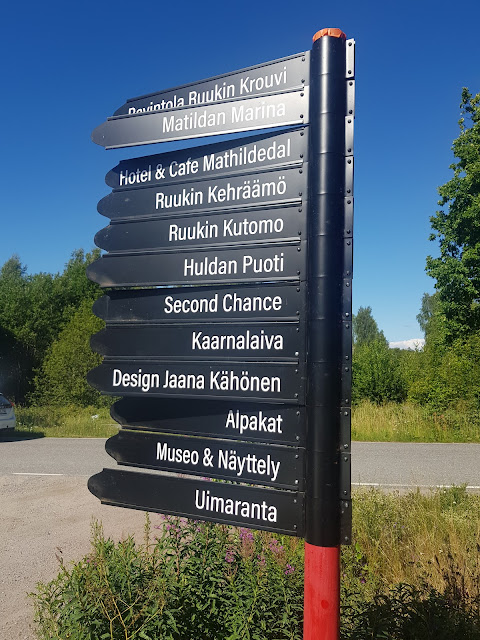 Ravintola Ruukin Krouvi
Matildan Marina
Hotel & Cafe Mathildedal
Ruukin Kehräämö
Ruukin Kutomo
Huldan Puoti
Second Chance
Kaarnalaiva
Design Jaana Kähönen
Alpakat
Museo & Näyttely
Uimaranta